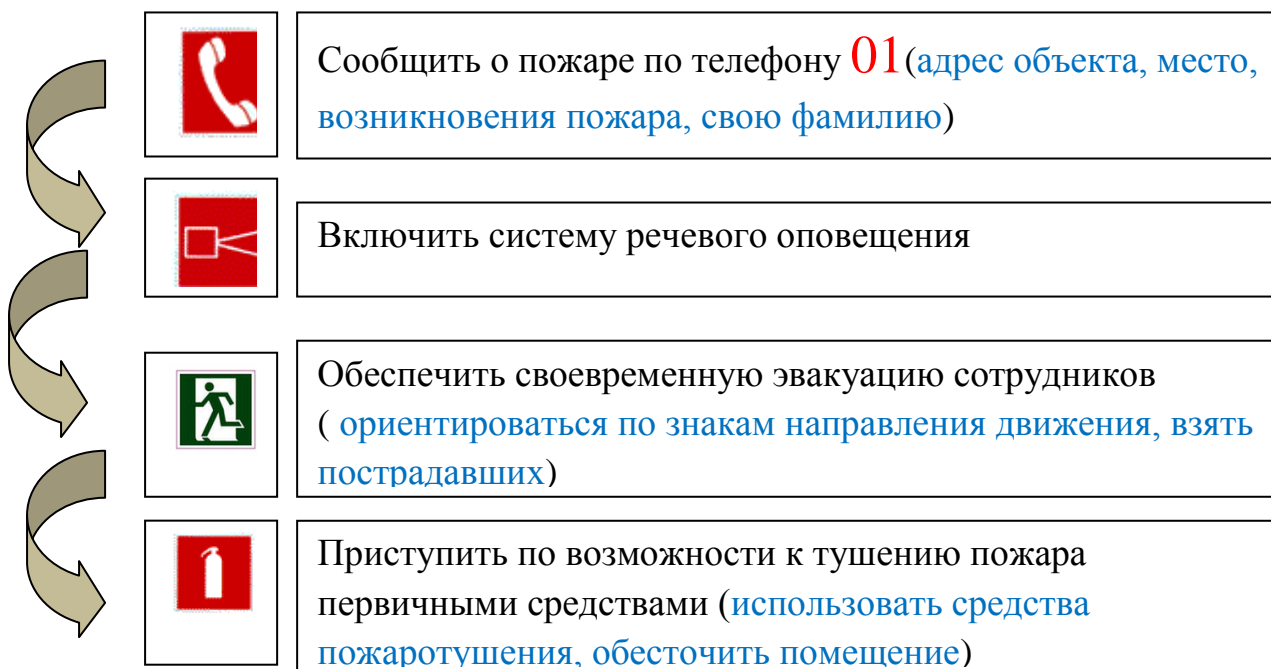 Сообщить о пожаре по телефону 01(адрес объекта, место,
возникновения пожара, свою фамилию)
Включить систему речевого оповещения
Обеспечить своевременную эвакуацию сотрудников
( ориентироваться по знакам направления движения, взять
пострадавших)
Приступить по возможности к тушению пожара
первичными средствами (использовать средства
пожаротушения, обесточить помещение)